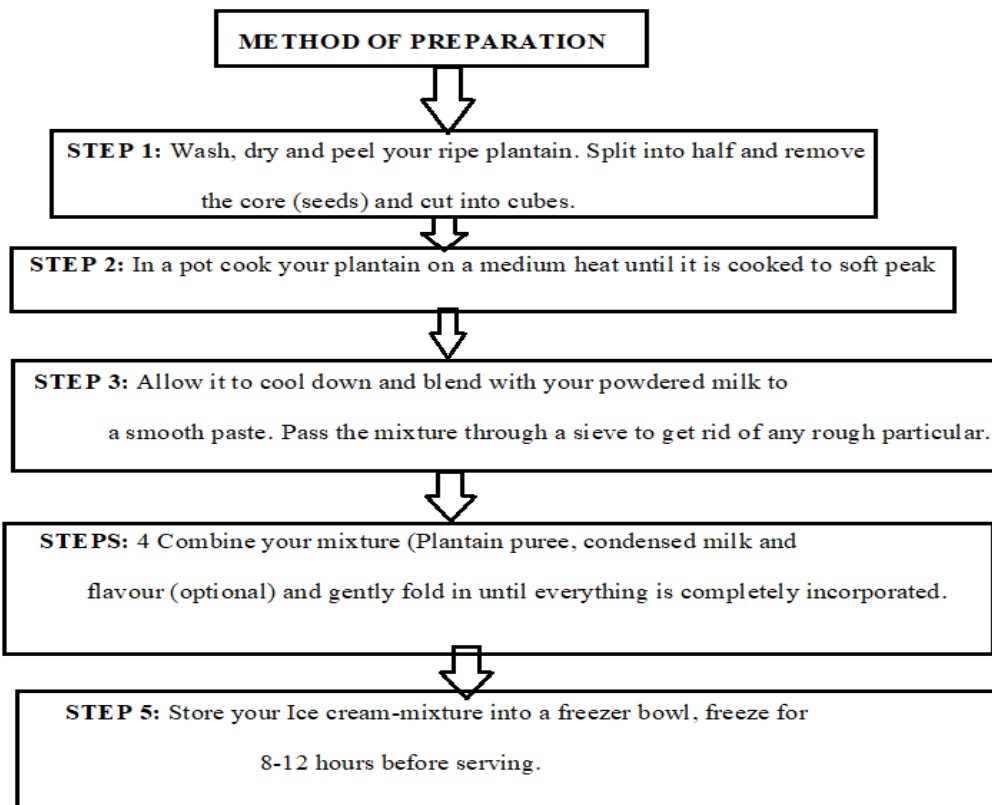 METHOD OF PREPARATION
STEP 1: Wash, dry and peel your ripe plantain. Split into half and remove
the core (seeds) and cut into cubes.
STEP 2: In a pot cook your plantain on a medium heat until it is cooked to soft peak
STEP 3: Allow it to cool down and blend with your powdered milk to
a smooth paste. Pass the mixture through a sieve to get rid of any rough particular.
STEPS: 4 Combine your mixture (Plantain puree, condensed milk and
flavour (optional) and gently fold in until everything is completely incorporated.
STEP 5: Store your Ice cream-mixture into a freezer bowl, freeze for
8-12 hours before serving.